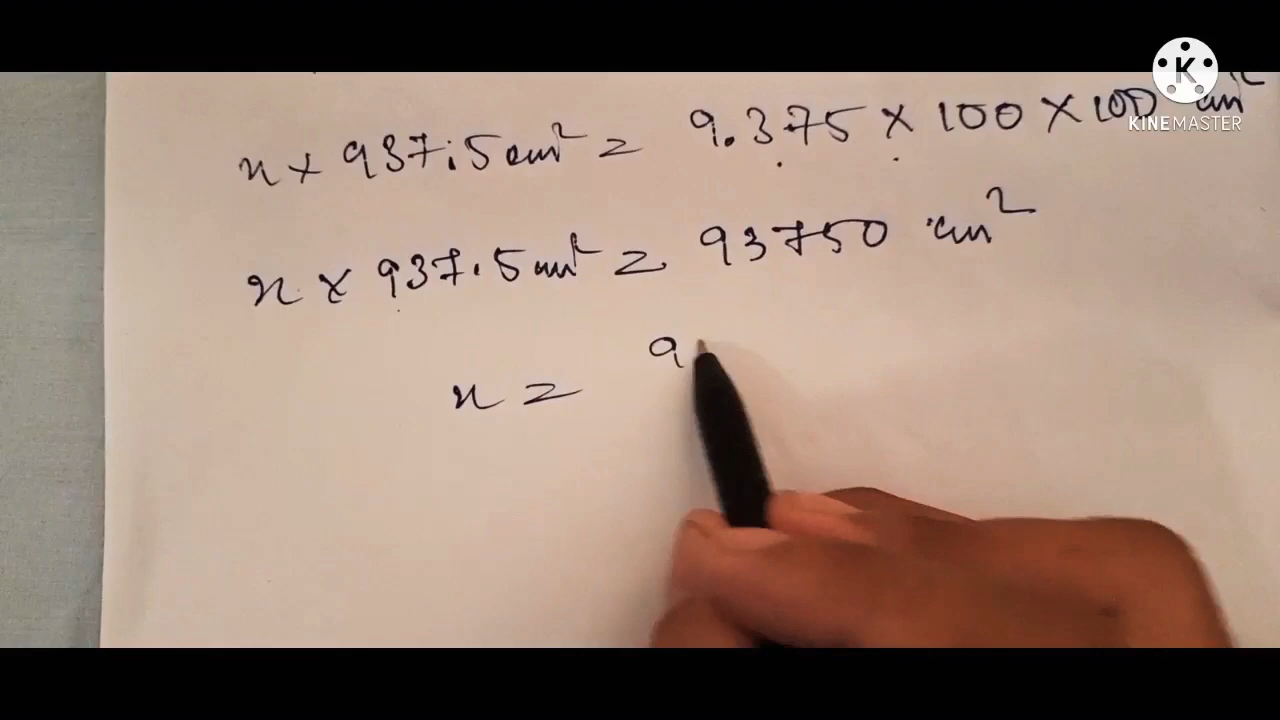 K
KINEMASTER
n × 937.5 cm² = 9.375 × 100 × 100 cm²
n × 937.5 cm² = 93750 cm²
n = 9